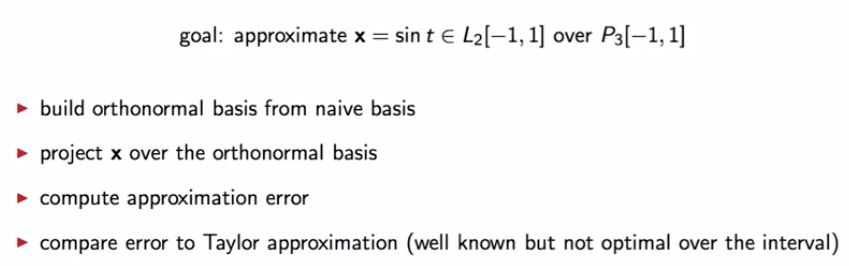 goal: approximate x = sin t ∈ L₂[−1, 1] over P₃[−1, 1]
▶ build orthonormal basis from naive basis
▶ project x over the orthonormal basis
▶ compute approximation error
▶ compare error to Taylor approximation (well known but not optimal over the interval)